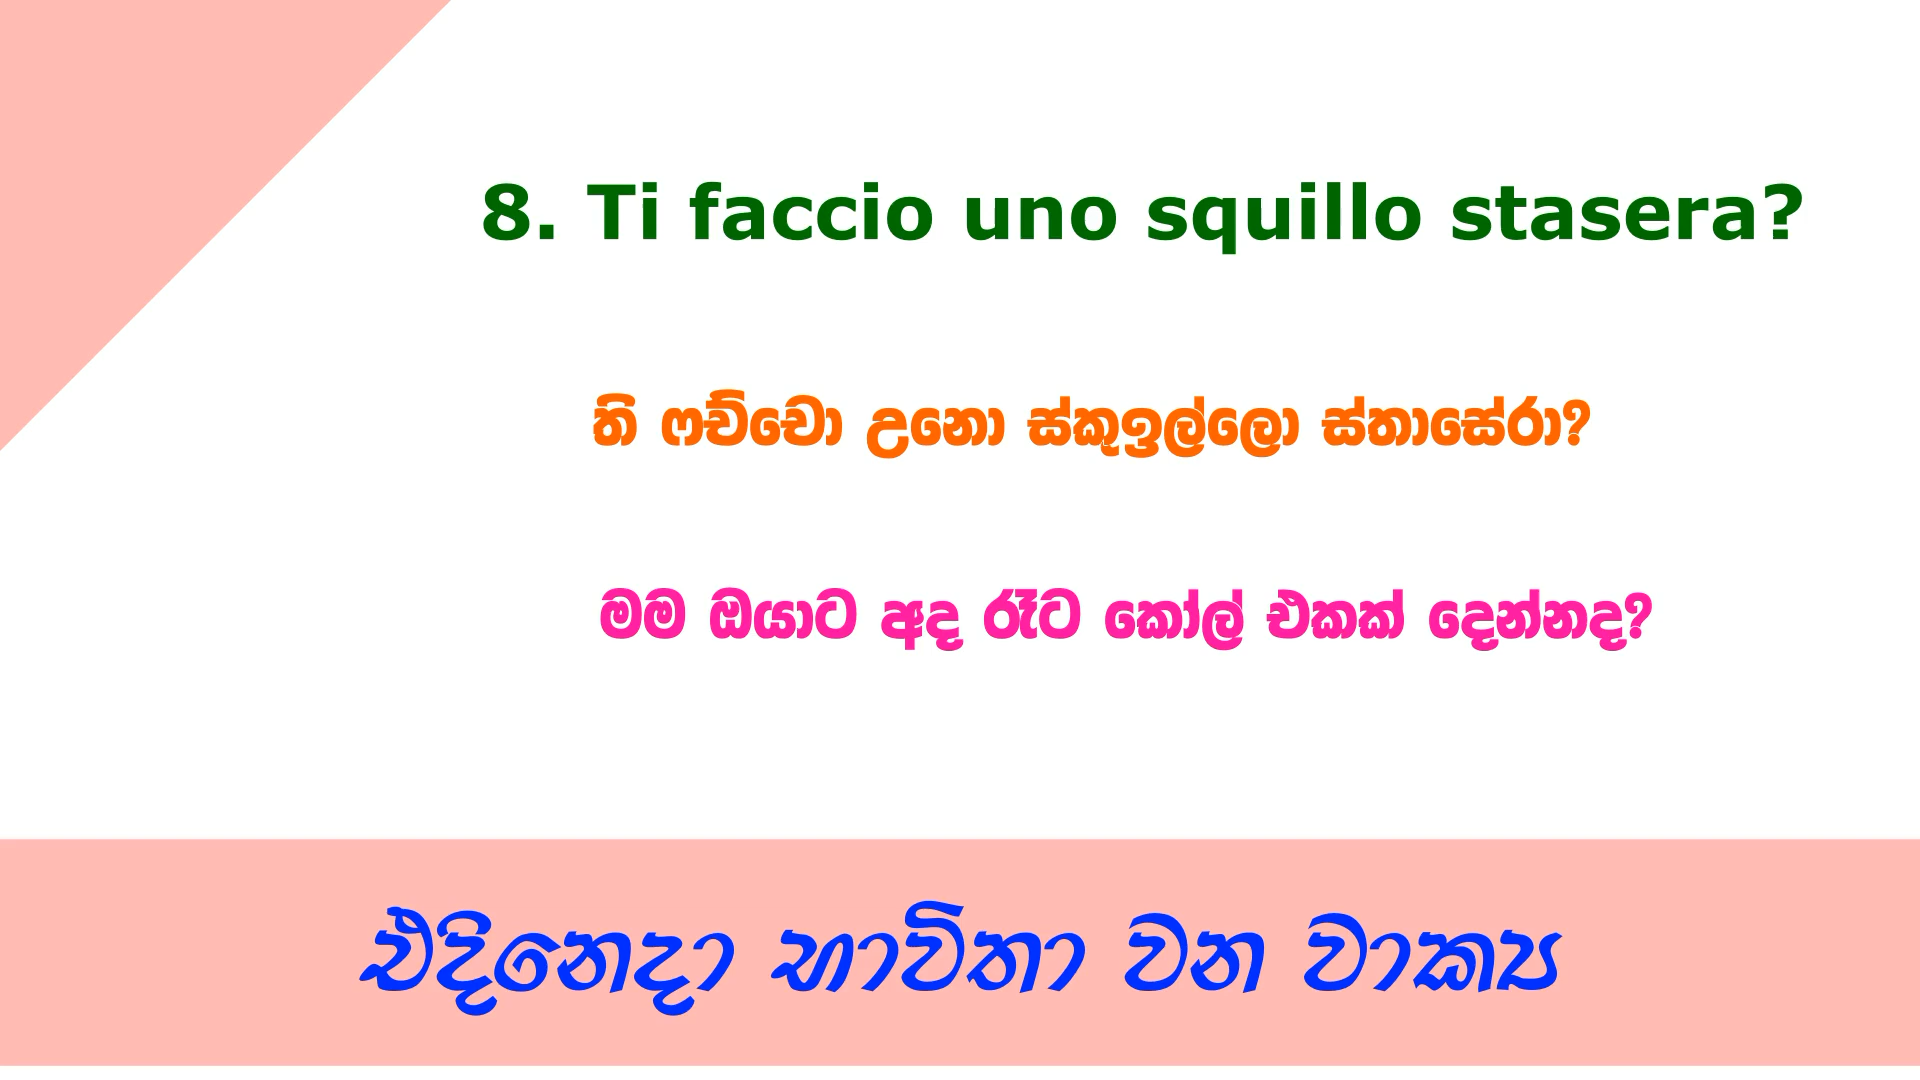 8. Ti faccio uno squillo stasera?
ති ෆච්චො උනො ස්කුඉල්ලො ස්තාසේරා?
මම ඔයාට අද රෑට කෝල් එකක් දෙන්නද?
එදිනෙදා භාවිතා වන වාක්‍ය